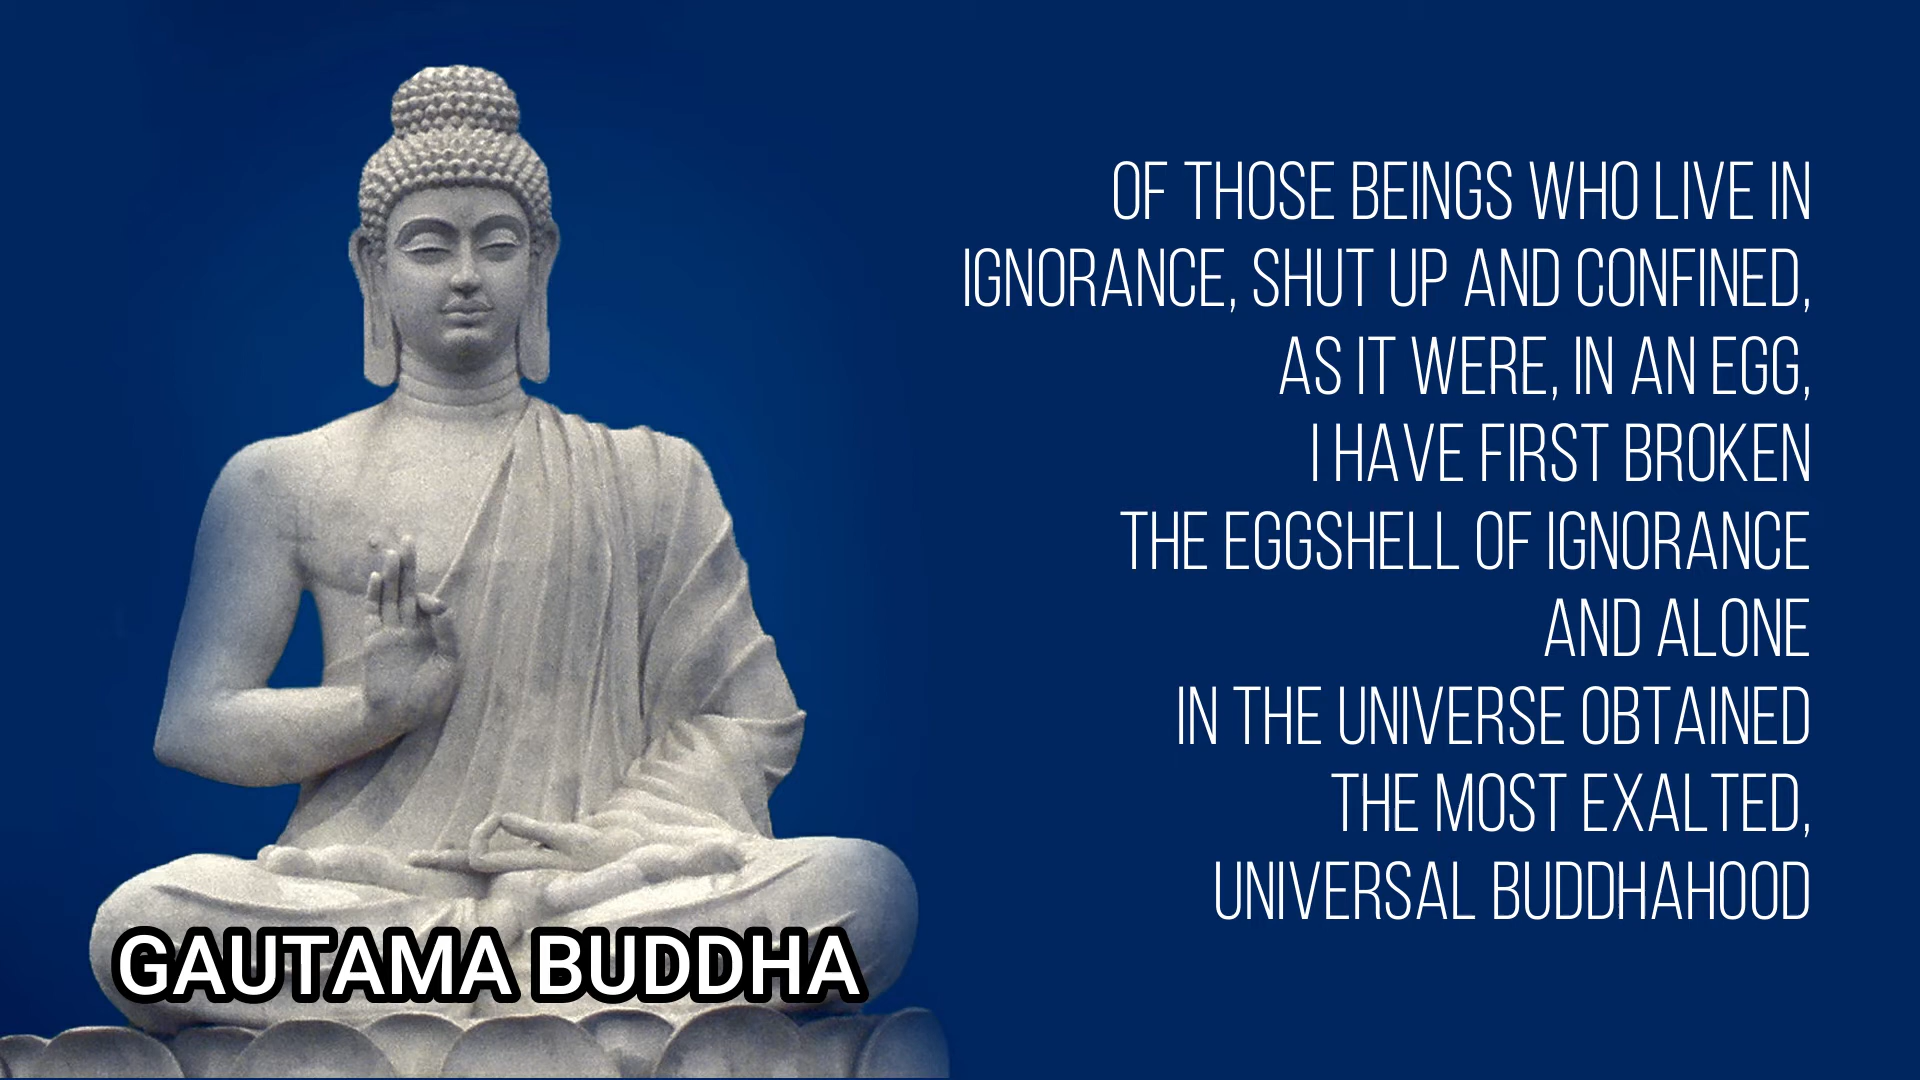 OF THOSE BEINGS WHO LIVE IN
IGNORANCE, SHUT UP AND CONFINED,
AS IT WERE, IN AN EGG,
I HAVE FIRST BROKEN
THE EGGSHELL OF IGNORANCE
AND ALONE
IN THE UNIVERSE OBTAINED
THE MOST EXALTED,
UNIVERSAL BUDDHAHOOD
GAUTAMA BUDDHA